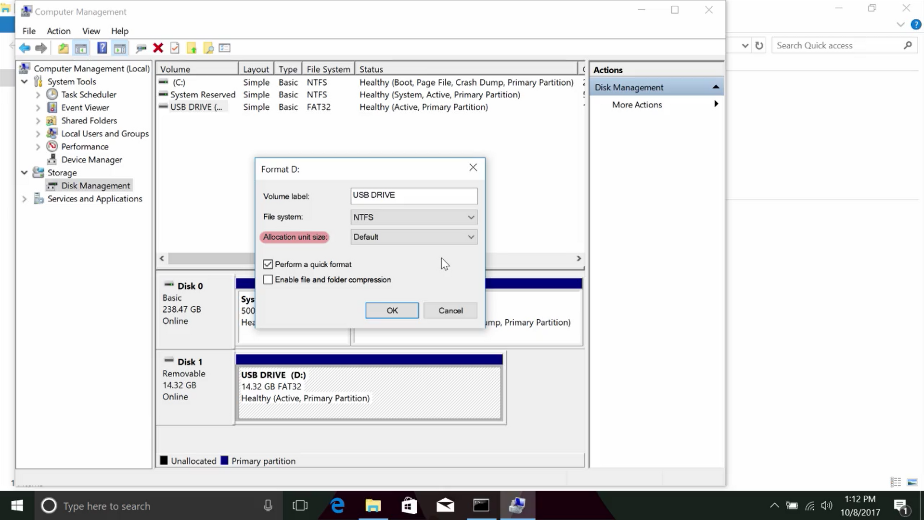 Computer Management
File Action View Help
Search Quick access
Computer Management (Local)
System Tools
Task Scheduler
Event Viewer
Shared Folders
Local Users and Groups
Performance
Device Manager
Storage
Disk Management
Services and Applications
Volume Layout Type File System Status
(C:) Simple Basic NTFS Healthy (Boot, Page File, Crash Dump, Primary Partition)
System Reserved Simple Basic NTFS Healthy (System, Active, Primary Partition)
USB DRIVE (... Simple Basic FAT32 Healthy (Active, Primary Partition)
Actions
Disk Management
More Actions
Format D:
Volume label: USB DRIVE
File system: NTFS
Allocation unit size: Default
Perform a quick format
Enable file and folder compression
OK Cancel
Disk 0
Basic
238.47 GB
Online
Sys
500
Hea
ump, Primary Partition)
Disk 1
Removable
14.32 GB
Online
USB DRIVE (D:)
14.32 GB FAT32
Healthy (Active, Primary Partition)
Unallocated Primary partition
Type here to search
1:12 PM
10/8/2017
1